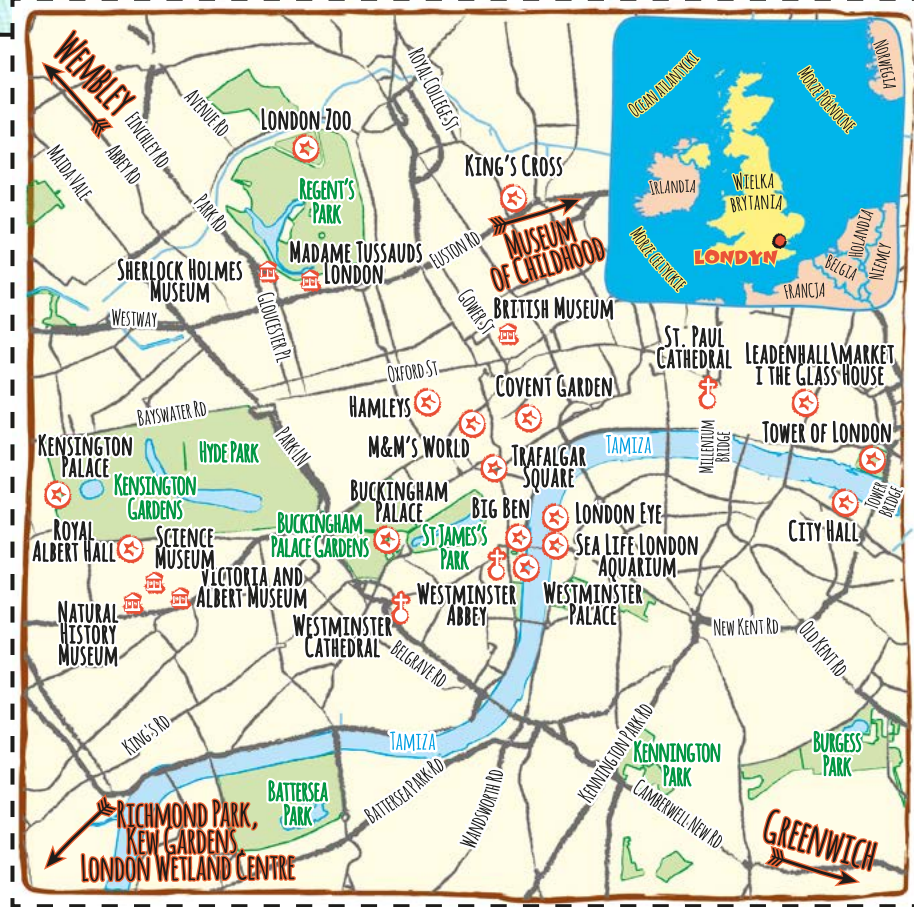 WEMBLEY
MAIDA VALE
ABBEY RD
FINCHLEY RD
AVENUE RD
PARK RD
LONDON ZOO
REGENT'S
PARK
ROYAL COLLEGE ST
KING'S CROSS
MUSEUM
OF CHILDHOOD
EUSTON RD
MADAME TUSSAUDS
LONDON
SHERLOCK HOLMES
MUSEUM
GLOUCESTER PL
WESTWAY
GOWER ST
BRITISH MUSEUM
OCEAN ATLANTYCKI
MORZE PÓŁNOCNE
NORWEGIA
IRLANDIA
WIELKA
BRYTANIA
LONDYN
MORZE CELTYCKIE
HOLANDIA
BELGIA
NIEMCY
FRANCJA
ST. PAUL
CATHEDRAL
LEADENHALL\MARKET
I THE GLASS HOUSE
OXFORD ST
HAMLEYS
COVENT GARDEN
M&M'S WORLD
BAYSWATER RD
PARK LN
HYDE PARK
KENSINGTON
PALACE
KENSINGTON
GARDENS
TRAFALGAR
SQUARE
TAMIZA
MILLENIUM
BRIDGE
TOWER OF LONDON
TOWER
BRIDGE
CITY HALL
BUCKINGHAM
PALACE
BUCKINGHAM
PALACE GARDENS
ST JAMES'S
PARK
BIG BEN
LONDON EYE
SEA LIFE LONDON
AQUARIUM
ROYAL
ALBERT HALL
SCIENCE
MUSEUM
VICTORIA AND
ALBERT MUSEUM
NATURAL
HISTORY
MUSEUM
WESTMINSTER
CATHEDRAL
WESTMINSTER
ABBEY
WESTMINSTER
PALACE
BELGRAVE RD
NEW KENT RD
OLD KENT RD
KING'S RD
TAMIZA
BATTERSEA
PARK
BATTERSEA PARK RD
WANDSWORTH RD
KENNINGTON PARK RD
KENNINGTON
PARK
CAMBERWELL NEW RD
BURGESS
PARK
RICHMOND PARK,
KEW GARDENS,
LONDON WETLAND CENTRE
GREENWICH